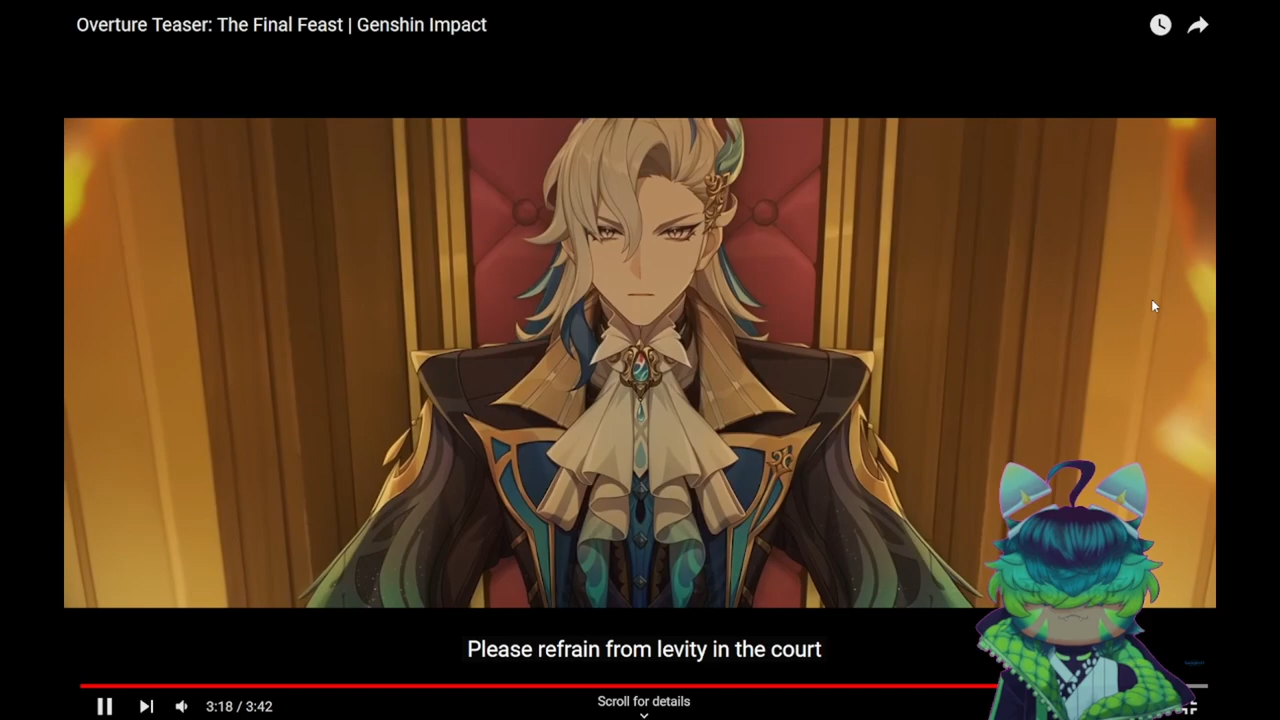 Overture Teaser: The Final Feast | Genshin Impact
Please refrain from levity in the court
Scroll for details
3:18 / 3:42